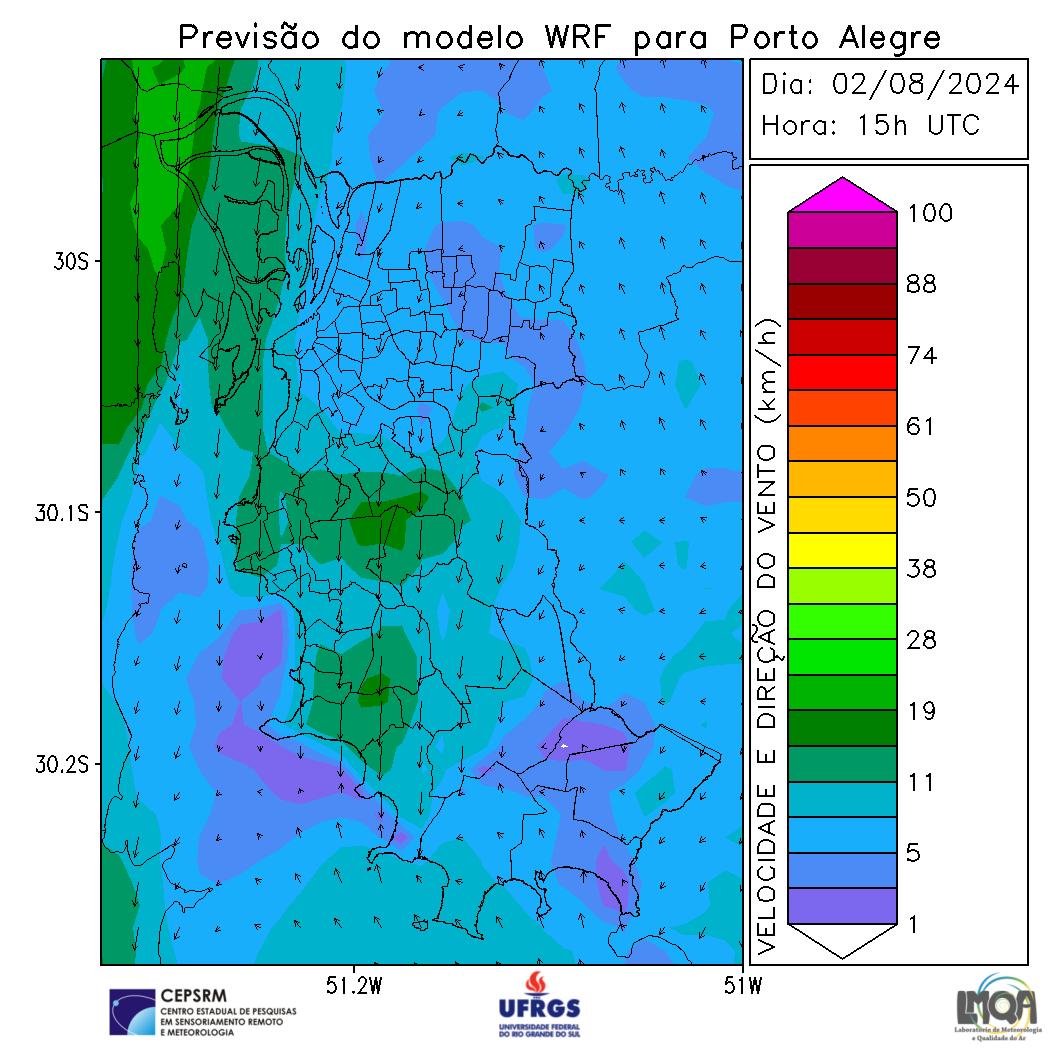 Previsão do modelo WRF para Porto Alegre
Dia: 02/08/2024
Hora: 15h UTC
30S
30.1S
30.2S
51.2W
51W
VELOCIDADE E DIREÇÃO DO VENTO (km/h)
100
88
74
61
50
38
28
19
11
5
1
CEPSRM
CENTRO ESTADUAL DE PESQUISAS
EM SENSORIAMENTO REMOTO
E METEOROLOGIA
UFRGS
UNIVERSIDADE FEDERAL
DO RIO GRANDE DO SUL
LMQA
Laboratório de Meteorologia
e Qualidade do Ar